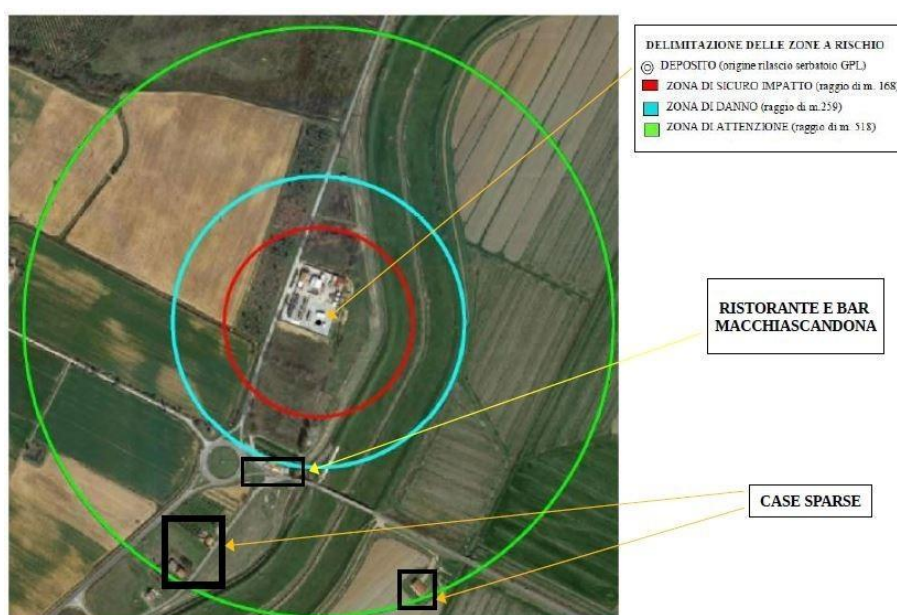 DELIMITAZIONE DELLE ZONE A RISCHIO
DEPOSITO (origine rilascio serbatoio GPL)
ZONA DI SICURO IMPATTO (raggio di m. 168)
ZONA DI DANNO (raggio di m.259)
ZONA DI ATTENZIONE (raggio di m. 518)
RISTORANTE E BAR
MACCHIASCANDONA
CASE SPARSE